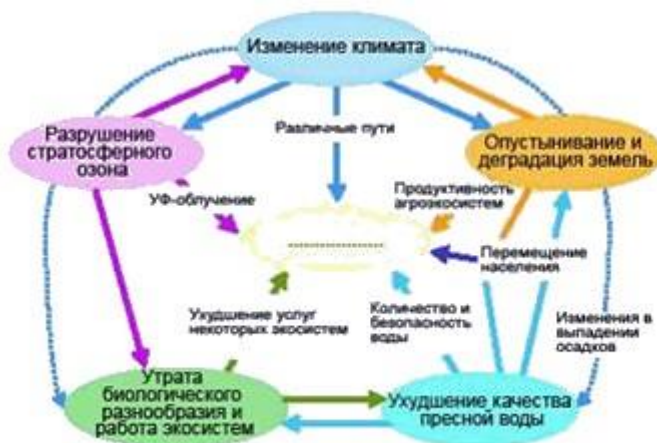 Изменение климата
Разрушение
стратосферного
озона
Различные пути
Опустынивание и
деградация земель
УФ-облучение
Продуктивность
агроэкосистем
Перемещение
населения
Ухудшение услуг
некоторых экосистем
Количество и
безопасность
воды
Изменения в
выпадении
осадков
Утрата
биологического
разнообразия и
работа экосистем
Ухудшение качества
пресной воды